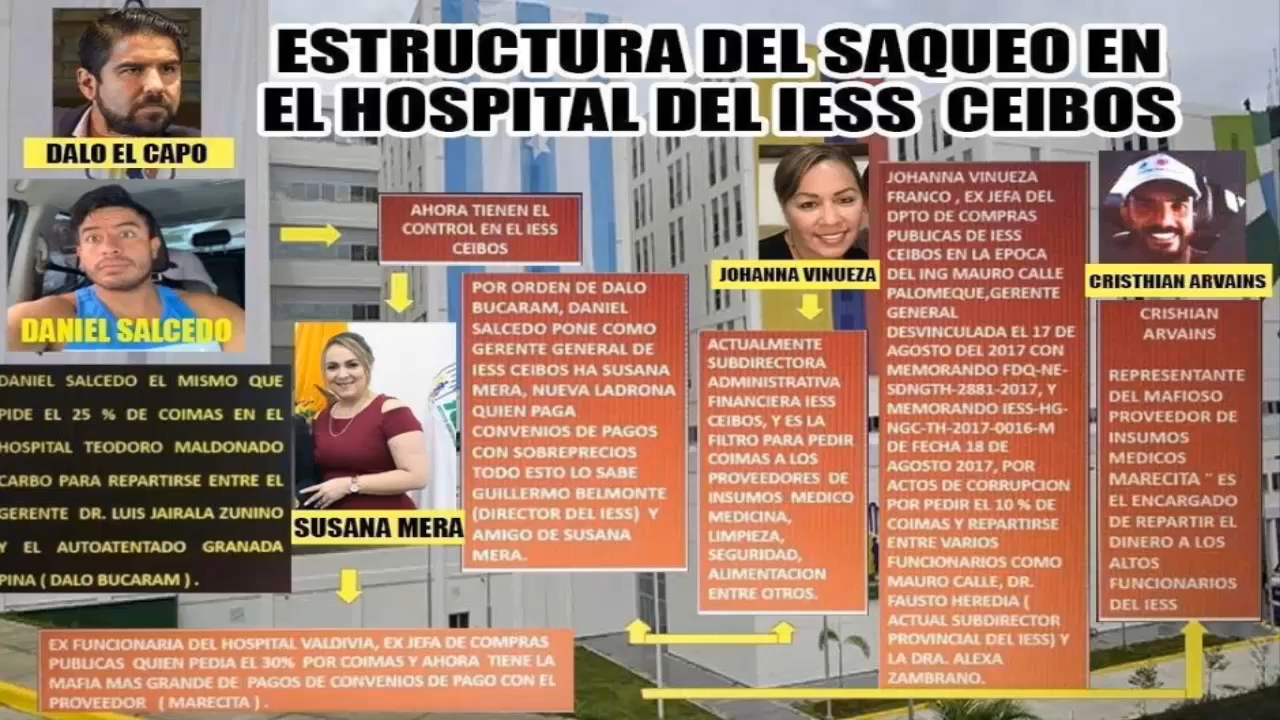 ESTRUCTURA DEL SAQUEO EN
EL HOSPITAL DEL IESS CEIBOS
DALO EL CAPO
DANIEL SALCEDO
DANIEL SALCEDO EL MISMO QUE
PIDE EL 25 % DE COIMAS EN EL
HOSPITAL TEODORO MALDONADO
CARBO PARA REPARTIRSE ENTRE EL
GERENTE DR. LUIS JAIRALA ZUNINO
Y EL AUTOATENTADO GRANADA
PINA ( DALO BUCARAM ) .
AHORA TIENEN EL
CONTROL EN EL IESS
CEIBOS
SUSANA MERA
POR ORDEN DE DALO
BUCARAM, DANIEL
SALCEDO PONE COMO
GERENTE GENERAL DE
IESS CEIBOS HA SUSANA
MERA, NUEVA LADRONA
QUIEN PAGA
CONVENIOS DE PAGOS
CON SOBREPRECIOS
TODO ESTO LO SABE
GUILLERMO BELMONTE
(DIRECTOR DEL IESS) Y
AMIGO DE SUSANA
MERA.
EX FUNCIONARIA DEL HOSPITAL VALDIVIA, EX JEFA DE COMPRAS
PUBLICAS QUIEN PEDIA EL 30% POR COIMAS Y AHORA TIENE LA
MAFIA MAS GRANDE DE PAGOS DE CONVENIOS DE PAGO CON EL
PROVEEDOR ( MARECITA ) .
JOHANNA VINUEZA
ACTUALMENTE
SUBDIRECTORA
ADMINISTRATIVA
FINANCIERA IESS
CEIBOS, Y ES LA
FILTRO PARA PEDIR
COIMAS A LOS
PROVEEDORES DE
INSUMOS MEDICO
MEDICINA,
LIMPIEZA,
SEGURIDAD,
ALIMENTACION
ENTRE OTROS.
JOHANNA VINUEZA
FRANCO , EX JEFA DEL
DPTO DE COMPRAS
PUBLICAS DE IESS
CEIBOS EN LA EPOCA
DEL ING MAURO CALLE
PALOMEQUE,GERENTE
GENERAL
DESVINCULADA EL 17 DE
AGOSTO DEL 2017 CON
MEMORANDO FDQ-NE-
SDNGTH-2881-2017, Y
MEMORANDO IESS-HG-
NGC-TH-2017-0016-M
DE FECHA 18 DE
AGOSTO 2017, POR
ACTOS DE CORRUPCION
POR PEDIR EL 10 % DE
COIMAS Y REPARTIRSE
ENTRE VARIOS
FUNCIONARIOS COMO
MAURO CALLE, DR.
FAUSTO HEREDIA (
ACTUAL SUBDIRECTOR
PROVINCIAL DEL IESS) Y
LA DRA. ALEXA
ZAMBRANO.
CRISTHIAN ARVAINS
CRISHIAN
ARVAINS
REPRESENTANTE
DEL MAFIOSO
PROVEEDOR DE
INSUMOS
MEDICOS
MARECITA ¨ ES
EL ENCARGADO
DE REPARTIR EL
DINERO A LOS
ALTOS
FUNCIONARIOS
DEL IESS